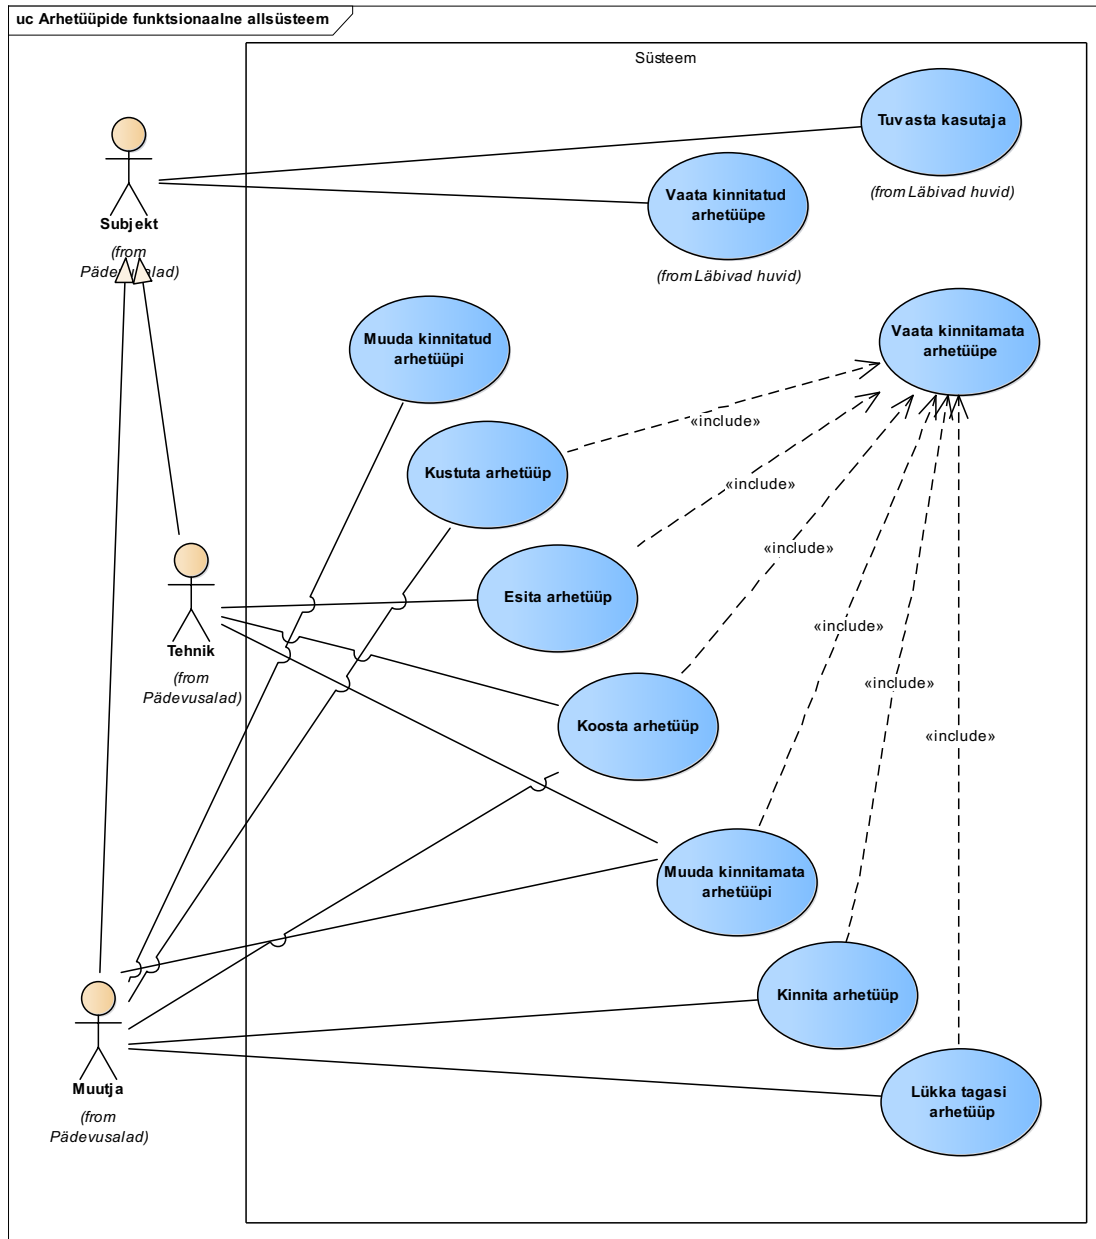 uc Arhetüüpide funktsionaalne allsüsteem
Süsteem
Tuvasta kasutaja
(from Läbivad huvid)
Vaata kinnitatud
arhetüüpe
(from Läbivad huvid)
Subjekt
(from
Pädevusalad)
Muuda kinnitatud
arhetüüpi
Vaata kinnitamata
arhetüüpe
Kustuta arhetüüp
«include»
«include»
«include»
«include»
«include»
«include»
Esita arhetüüp
Tehnik
(from
Pädevusalad)
Koosta arhetüüp
Muuda kinnitamata
arhetüüpi
Kinnita arhetüüp
Muutja
(from
Pädevusalad)
Lükka tagasi
arhetüüp